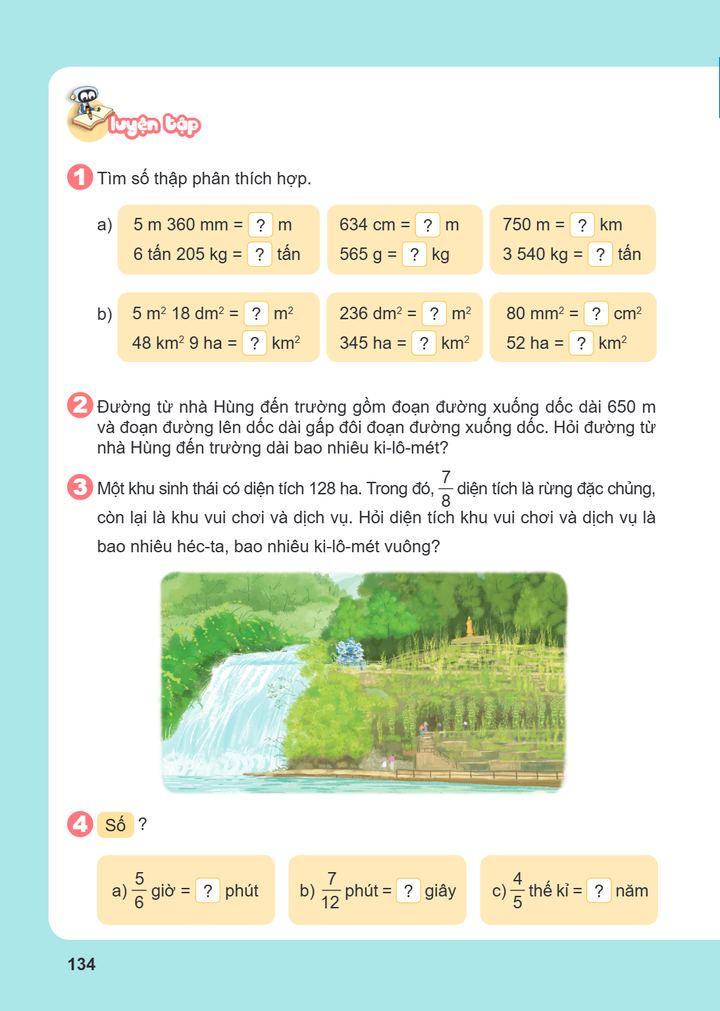 luyện tập
1 Tìm số thập phân thích hợp.
a) 5 m 360 mm = ? m 634 cm = ? m 750 m = ? km
6 tấn 205 kg = ? tấn 565 g = ? kg 3 540 kg = ? tấn
b) 5 m² 18 dm² = ? m² 236 dm² = ? m² 80 mm² = ? cm²
48 km² 9 ha = ? km² 345 ha = ? km² 52 ha = ? km²
2 Đường từ nhà Hùng đến trường gồm đoạn đường xuống dốc dài 650 m
và đoạn đường lên dốc dài gấp đôi đoạn đường xuống dốc. Hỏi đường từ
nhà Hùng đến trường dài bao nhiêu ki-lô-mét?
3 Một khu sinh thái có diện tích 128 ha. Trong đó, 7/8 diện tích là rừng đặc chủng,
còn lại là khu vui chơi và dịch vụ. Hỏi diện tích khu vui chơi và dịch vụ là
bao nhiêu héc-ta, bao nhiêu ki-lô-mét vuông?
4 Số ?
a) 5/6 giờ = ? phút b) 7/12 phút = ? giây c) 4/5 thế kỉ = ? năm
134